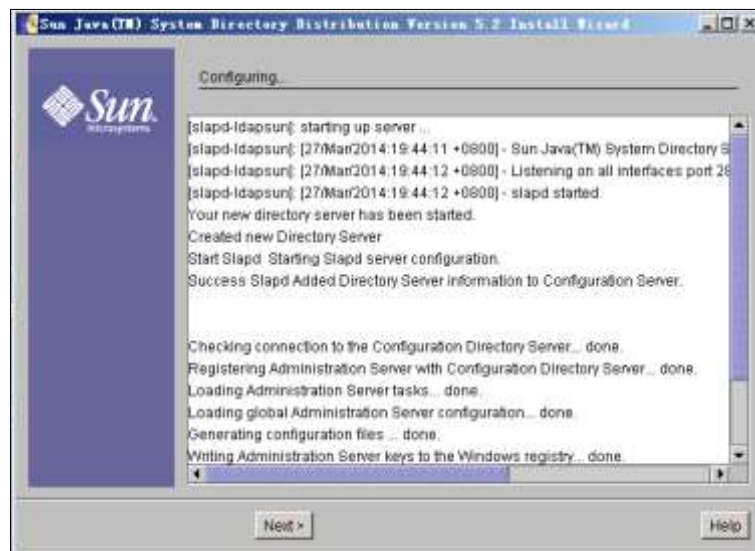 Sun Java(TM) System Directory Distribution Version 5.2 Install Wizard
Sun
microsystems
Configuring...
[slapd-ldapsun]: starting up server ...
[slapd-ldapsun]: [27/Mar/2014:19:44:11 +0800] - Sun Java(TM) System Directory S
[slapd-ldapsun]: [27/Mar/2014:19:44:12 +0800] - Listening on all interfaces port 28
[slapd-ldapsun]: [27/Mar/2014:19:44:12 +0800] - slapd started.
Your new directory server has been started.
Created new Directory Server
Start Slapd Starting Slapd server configuration.
Success Slapd Added Directory Server information to Configuration Server.
Checking connection to the Configuration Directory Server... done.
Registering Administration Server with Configuration Directory Server... done.
Loading Administration Server tasks... done.
Loading global Administration Server configuration... done.
Generating configuration files ... done.
Writing Administration Server keys to the Windows registry... done.
Next >
Help